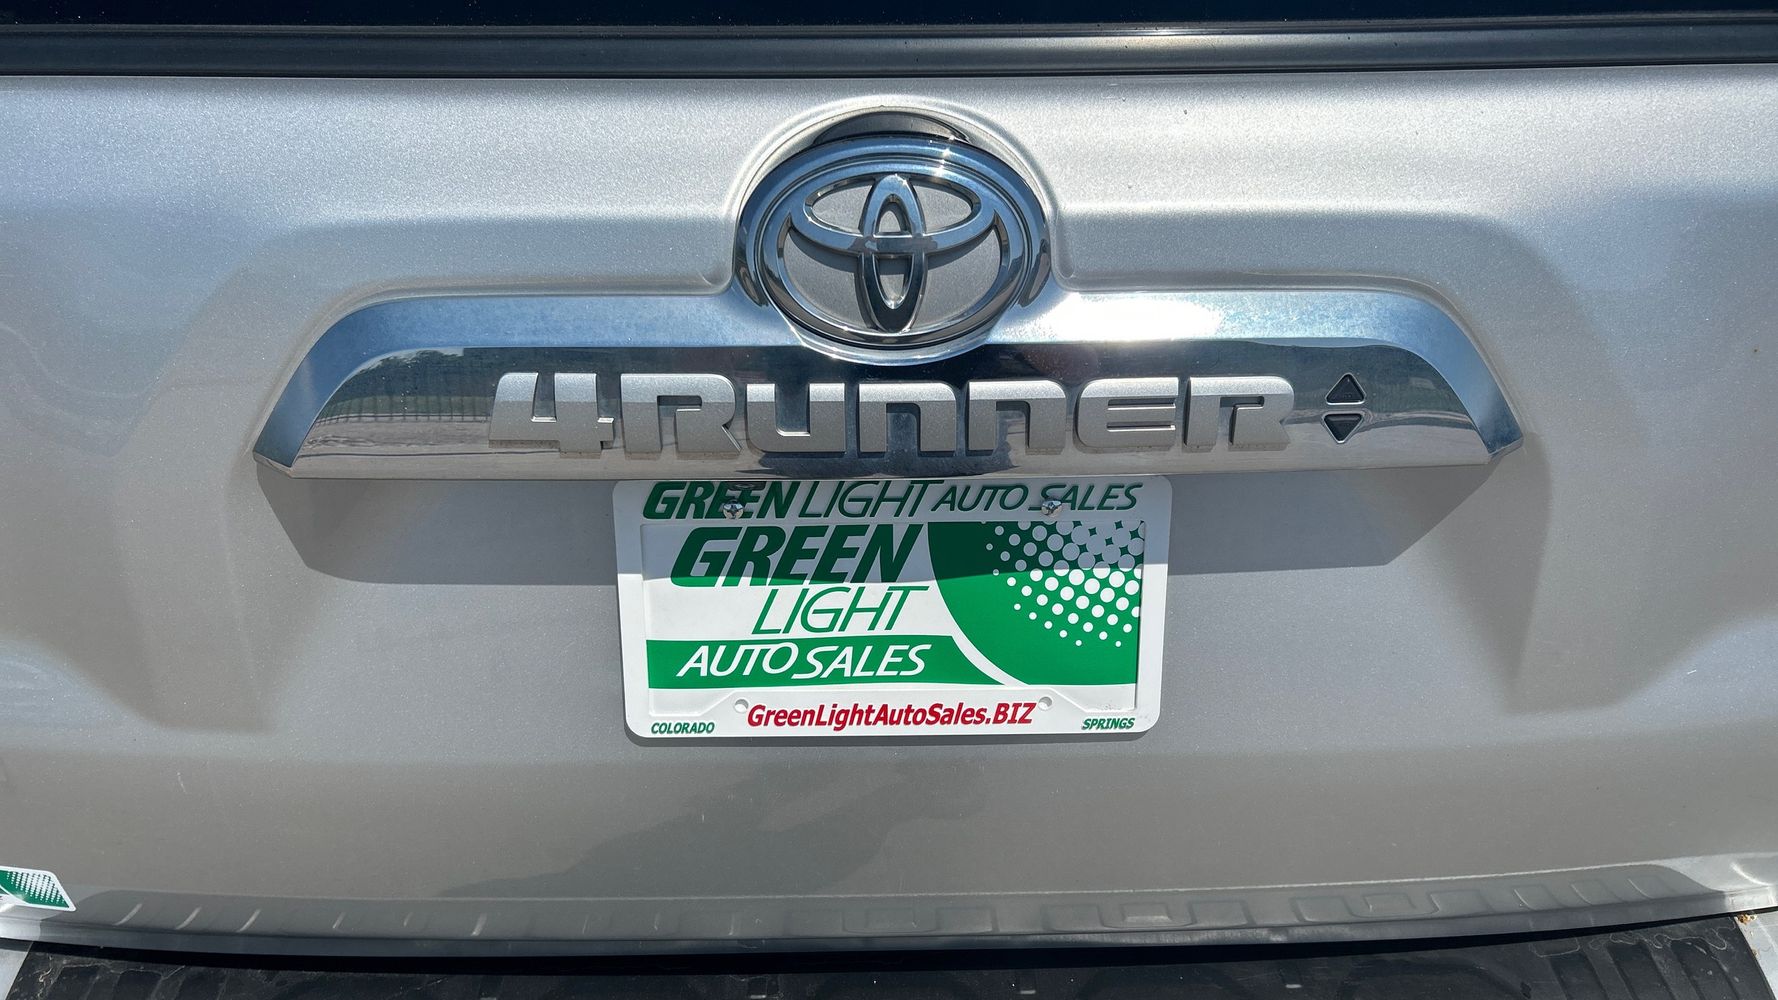 4RUNNER
GREEN LIGHT AUTO SALES
GREEN
LIGHT
AUTO SALES
GreenLightAutoSales.BIZ
COLORADO SPRINGS